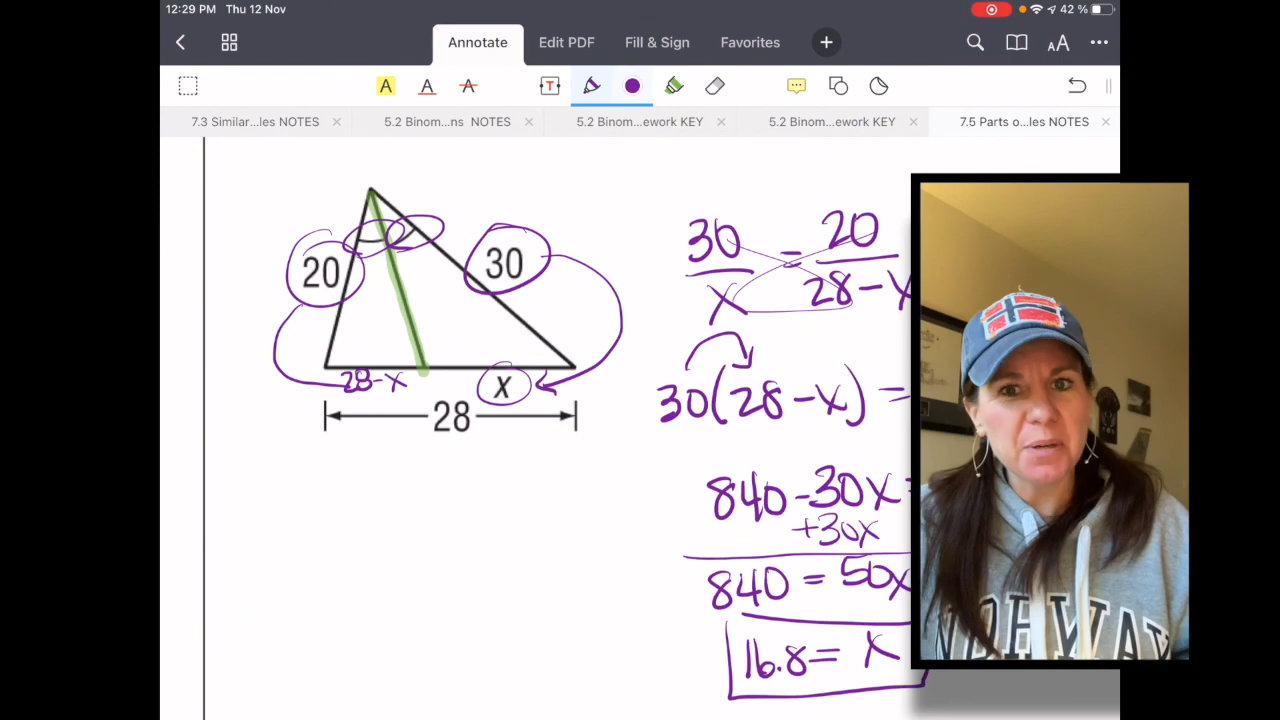 12:29 PM Thu 12 Nov
42 %
Annotate Edit PDF Fill & Sign Favorites
AA
A A A T
7.3 Similar...les NOTES
5.2 Binom...ns NOTES
5.2 Binom...ework KEY
5.2 Binom...ework KEY
7.5 Parts o...les NOTES
20
30
28-x
x
28
30/x = 20/28-x
30(28-x) =
840-30x =
+30x
840 = 50x
16.8 = x
NORWAY